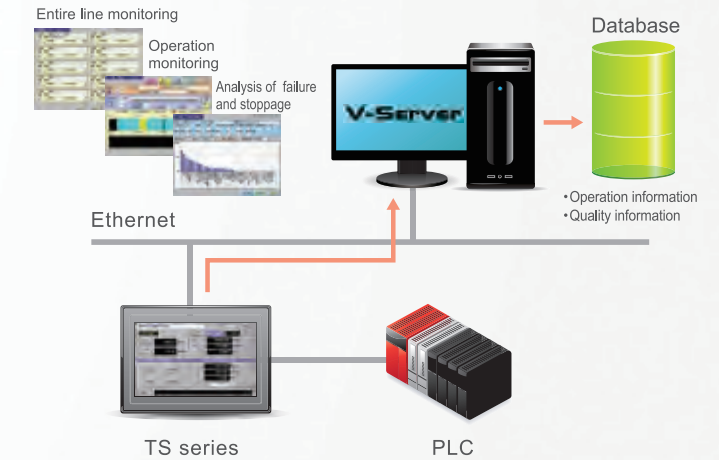 Entire line monitoring
Operation
monitoring
Analysis of failure
and stoppage
V-Server
Database
•Operation information
•Quality information
Ethernet
TS series
PLC